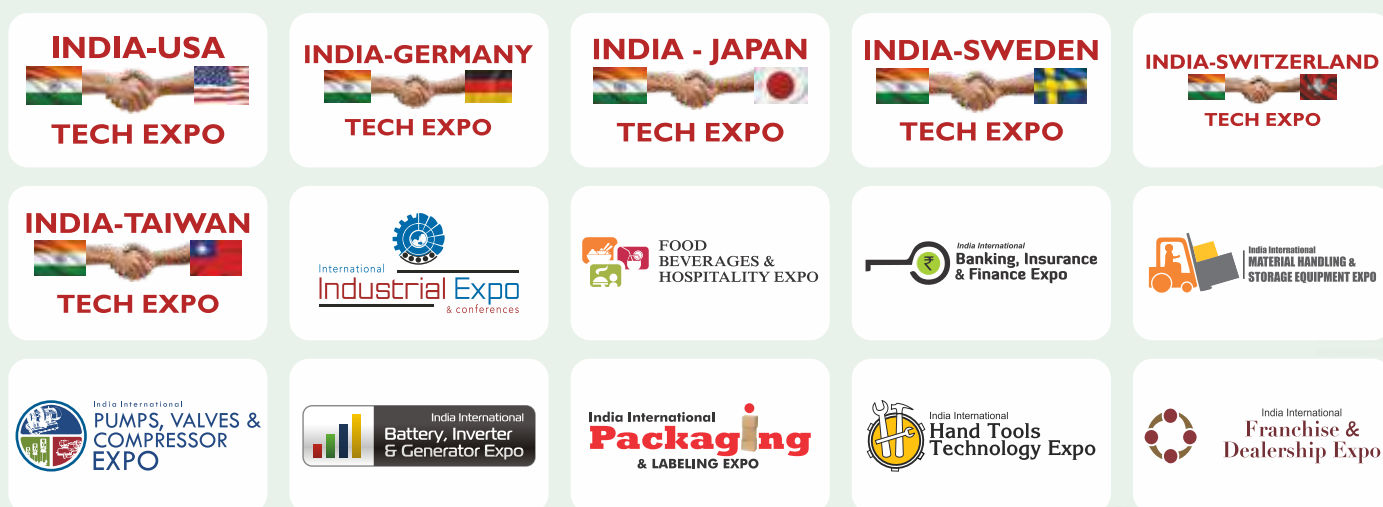 INDIA-USA
TECH EXPO
INDIA-GERMANY
TECH EXPO
INDIA - JAPAN
TECH EXPO
INDIA-SWEDEN
TECH EXPO
INDIA-SWITZERLAND
TECH EXPO
INDIA-TAIWAN
TECH EXPO
International
Industrial Expo
& conferences
FOOD
BEVERAGES &
HOSPITALITY EXPO
India International
Banking, Insurance
& Finance Expo
₹
India International
MATERIAL HANDLING &
STORAGE EQUIPMENT EXPO
India International
PUMPS, VALVES &
COMPRESSOR
EXPO
India International
Battery, Inverter
& Generator Expo
India International
Packaging
& LABELING EXPO
India International
Hand Tools
Technology Expo
India International
Franchise &
Dealership Expo